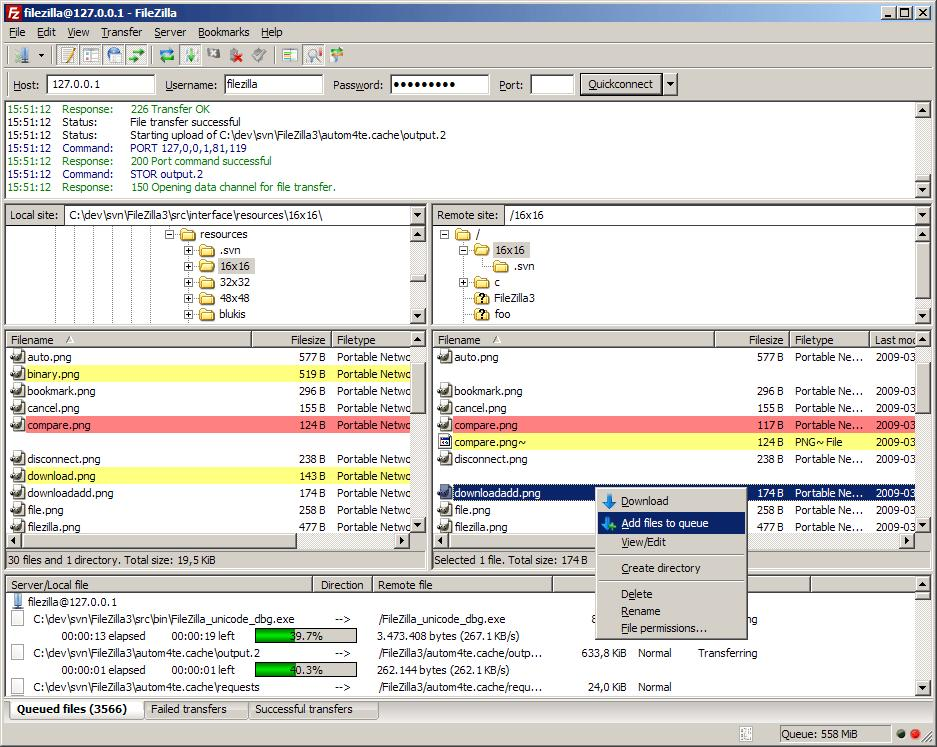 filezilla@127.0.0.1 - FileZilla
File Edit View Transfer Server Bookmarks Help
Host: 127.0.0.1 Username: filezilla Password: ●●●●●●●●● Port: Quickconnect
15:51:12 Response: 226 Transfer OK
15:51:12 Status: File transfer successful
15:51:12 Status: Starting upload of C:\dev\svn\FileZilla3\autom4te.cache\output.2
15:51:12 Command: PORT 127,0,0,1,81,119
15:51:12 Response: 200 Port command successful
15:51:12 Command: STOR output.2
15:51:12 Response: 150 Opening data channel for file transfer.
Local site: C:\dev\svn\FileZilla3\src\interface\resources\16x16\
resources
.svn
16x16
32x32
48x48
blukis
Remote site: /16x16
/
16x16
.svn
c
FileZilla3
foo
Filename Filesize Filetype
auto.png 577 B Portable Netwo
binary.png 519 B Portable Netwo
bookmark.png 296 B Portable Netwo
cancel.png 155 B Portable Netwo
compare.png 124 B Portable Netwo
disconnect.png 238 B Portable Netwo
download.png 143 B Portable Netwo
downloadadd.png 174 B Portable Netwo
file.png 258 B Portable Netwo
filezilla.png 477 B Portable Netwo
30 files and 1 directory. Total size: 19,5 KiB
Filename Filesize Filetype Last moc
auto.png 577 B Portable Ne... 2009-03
bookmark.png 296 B Portable Ne... 2009-03
cancel.png 155 B Portable Ne... 2009-03
compare.png 117 B Portable Ne... 2009-03
compare.png~ 124 B PNG~ File 2009-03
disconnect.png 238 B Portable Ne... 2009-03
downloadadd.png 174 B Portable Ne... 2009-03
file.png 258 B Portable Ne... 2009-03
filezilla.png 477 B Portable Ne... 2009-03
Selected 1 file. Total size: 174 B
Download
Add files to queue
View/Edit
Create directory
Delete
Rename
File permissions...
Server/Local file Direction Remote file
filezilla@127.0.0.1
C:\dev\svn\FileZilla3\src\bin\FileZilla_unicode_dbg.exe --> /FileZilla_unicode_dbg.exe
00:00:13 elapsed 00:00:19 left 39.7% 3.473.408 bytes (267.1 KB/s)
C:\dev\svn\FileZilla3\autom4te.cache\output.2 --> /FileZilla3/autom4te.cache/outp... 633,8 KiB Normal Transferring
00:00:01 elapsed 00:00:01 left 40.3% 262.144 bytes (262.1 KB/s)
C:\dev\svn\FileZilla3\autom4te.cache\requests --> /FileZilla3/autom4te.cache/requ... 24,0 KiB Normal
Queued files (3566) Failed transfers Successful transfers
Queue: 558 MiB